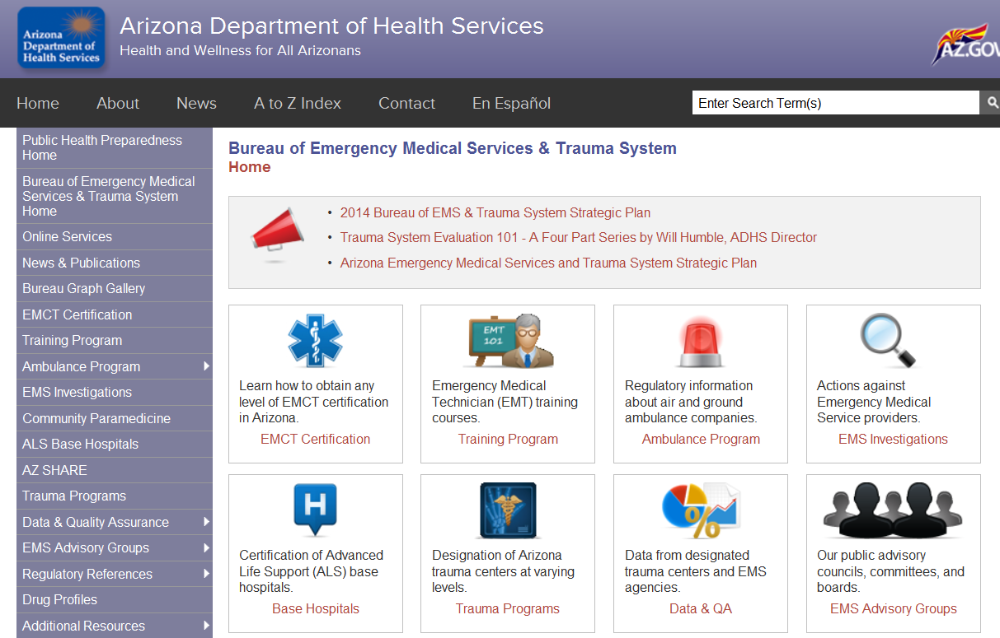 Arizona
Department of
Health Services
Arizona Department of Health Services
Health and Wellness for All Arizonans
AZ.GOV
Home About News A to Z Index Contact En Español
Enter Search Term(s)
Public Health Preparedness
Home
Bureau of Emergency Medical
Services & Trauma System
Home
Online Services
News & Publications
Bureau Graph Gallery
EMCT Certification
Training Program
Ambulance Program
EMS Investigations
Community Paramedicine
ALS Base Hospitals
AZ SHARE
Trauma Programs
Data & Quality Assurance
EMS Advisory Groups
Regulatory References
Drug Profiles
Additional Resources
Bureau of Emergency Medical Services & Trauma System
Home
• 2014 Bureau of EMS & Trauma System Strategic Plan
• Trauma System Evaluation 101 - A Four Part Series by Will Humble, ADHS Director
• Arizona Emergency Medical Services and Trauma System Strategic Plan
Learn how to obtain any
level of EMCT certification
in Arizona.
EMCT Certification
EMT
101
Emergency Medical
Technician (EMT) training
courses.
Training Program
Regulatory information
about air and ground
ambulance companies.
Ambulance Program
Actions against
Emergency Medical
Service providers.
EMS Investigations
H
Certification of Advanced
Life Support (ALS) base
hospitals.
Base Hospitals
Designation of Arizona
trauma centers at varying
levels.
Trauma Programs
%
Data from designated
trauma centers and EMS
agencies.
Data & QA
Our public advisory
councils, committees, and
boards.
EMS Advisory Groups